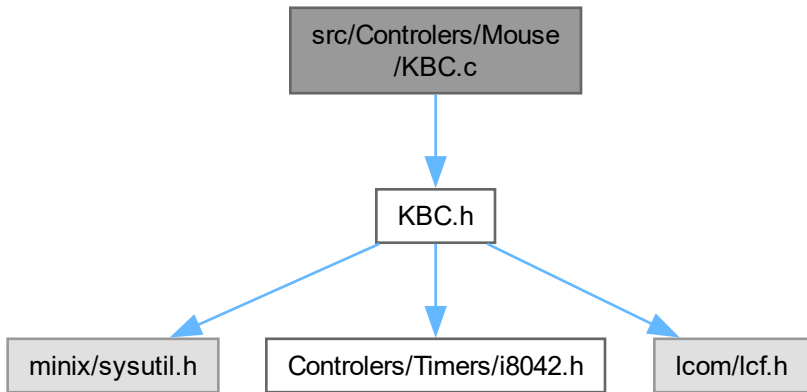 src/Controlers/Mouse
/KBC.c
KBC.h
minix/sysutil.h
Controlers/Timers/i8042.h
lcom/lcf.h